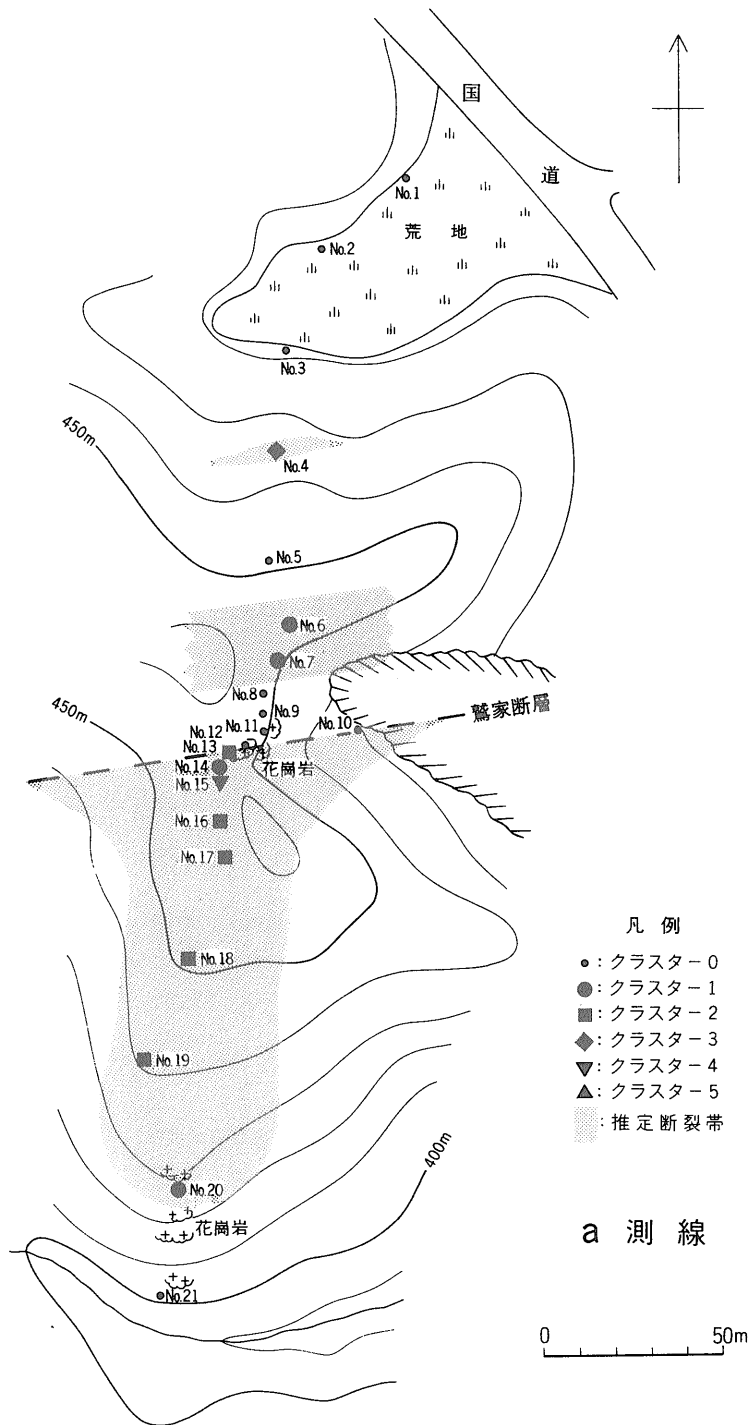 国
道
No.1
荒地
No.2
No.3
450m
No.4
No.5
No.6
No.7
No.8
450m
No.9
No.10
鷲家断層
No.11
No.12
No.13
花崗岩
No.14
No.15
No.16
No.17
凡例
No.18
：クラスター－0
：クラスター－1
：クラスター－2
：クラスター－3
：クラスター－4
：クラスター－5
：推定断裂帯
No.19
400m
No.20
花崗岩
a 測線
No.21
0 50m